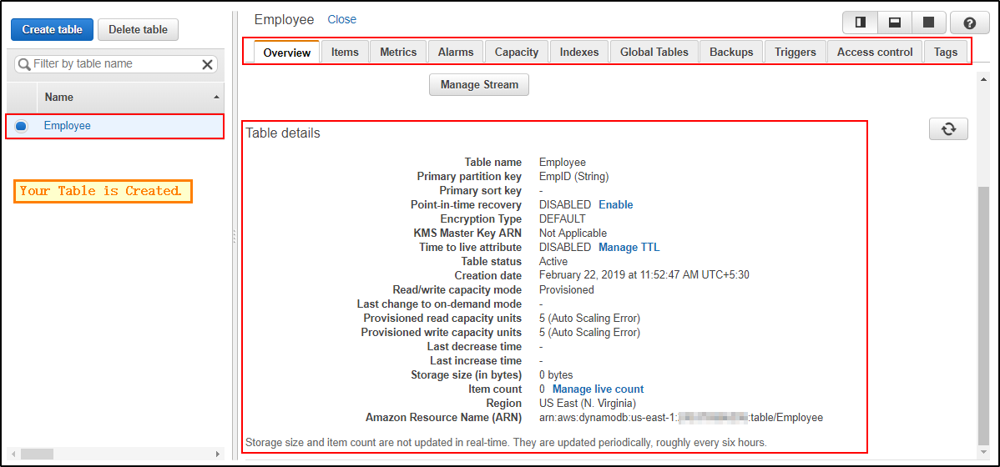 Create table Delete table
Filter by table name
Name
Employee
Your Table is Created.
Employee Close
Overview Items Metrics Alarms Capacity Indexes Global Tables Backups Triggers Access control Tags
Manage Stream
Table details
Table name Employee
Primary partition key EmpID (String)
Primary sort key -
Point-in-time recovery DISABLED Enable
Encryption Type DEFAULT
KMS Master Key ARN Not Applicable
Time to live attribute DISABLED Manage TTL
Table status Active
Creation date February 22, 2019 at 11:52:47 AM UTC+5:30
Read/write capacity mode Provisioned
Last change to on-demand mode -
Provisioned read capacity units 5 (Auto Scaling Error)
Provisioned write capacity units 5 (Auto Scaling Error)
Last decrease time -
Last increase time -
Storage size (in bytes) 0 bytes
Item count 0 Manage live count
Region US East (N. Virginia)
Amazon Resource Name (ARN) arn:aws:dynamodb:us-east-1: :table/Employee
Storage size and item count are not updated in real-time. They are updated periodically, roughly every six hours.